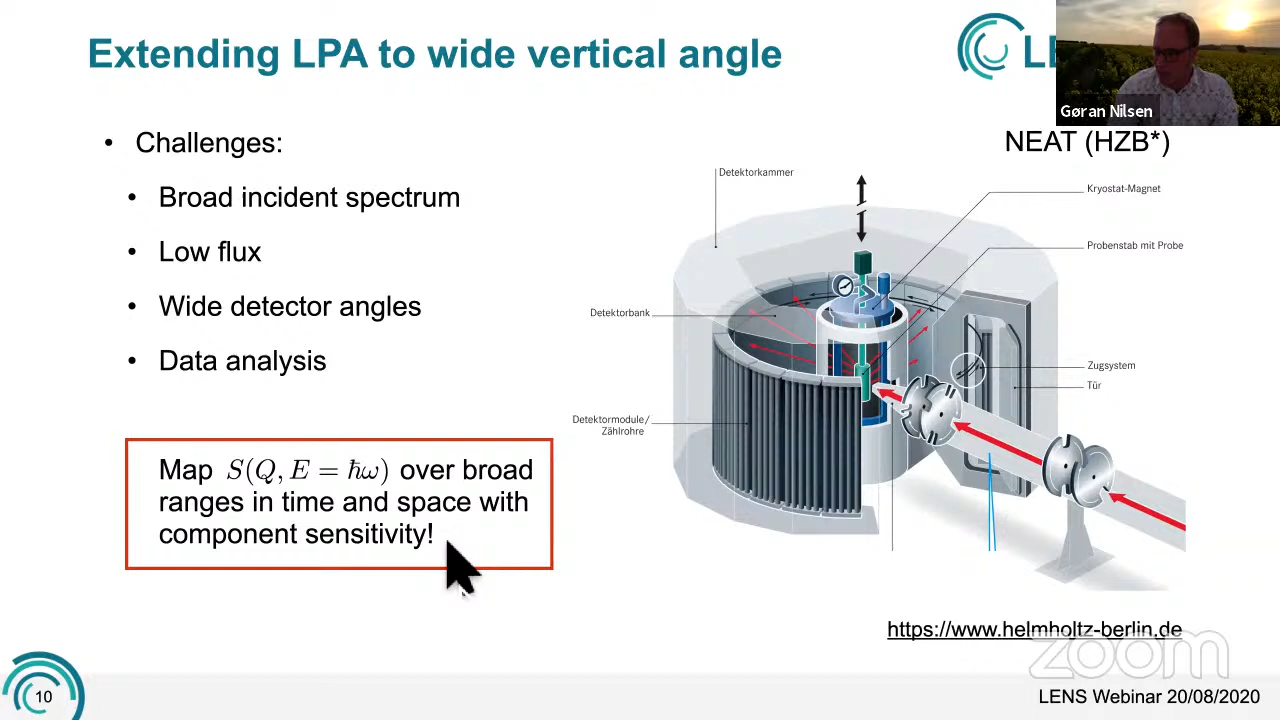 Extending LPA to wide vertical angle
LE
Gøran Nilsen
• Challenges:
• Broad incident spectrum
• Low flux
• Wide detector angles
• Data analysis
Map S(Q, E = ħω) over broad
ranges in time and space with
component sensitivity!
NEAT (HZB*)
Detektorkammer
Kryostat-Magnet
Probenstab mit Probe
Detektorbank
Zugsystem
Tür
Detektormodule/
Zählrohre
https://www.helmholtz-berlin.de
zoom
10
LENS Webinar 20/08/2020